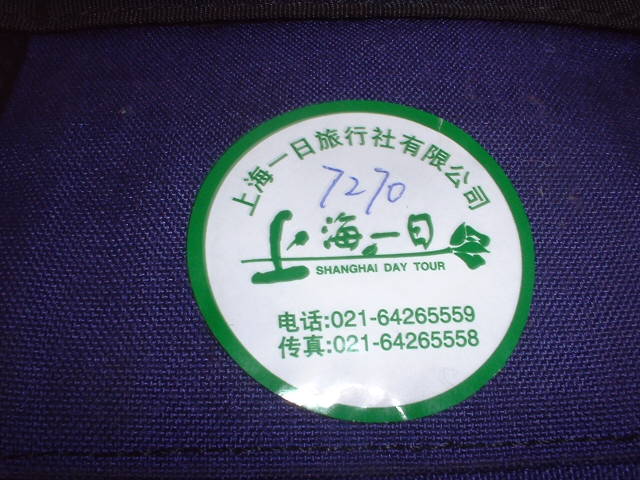 上海一日旅行社有限公司
7270
上海一日
SHANGHAI DAY TOUR
电话:021-64265559
传真:021-64265558